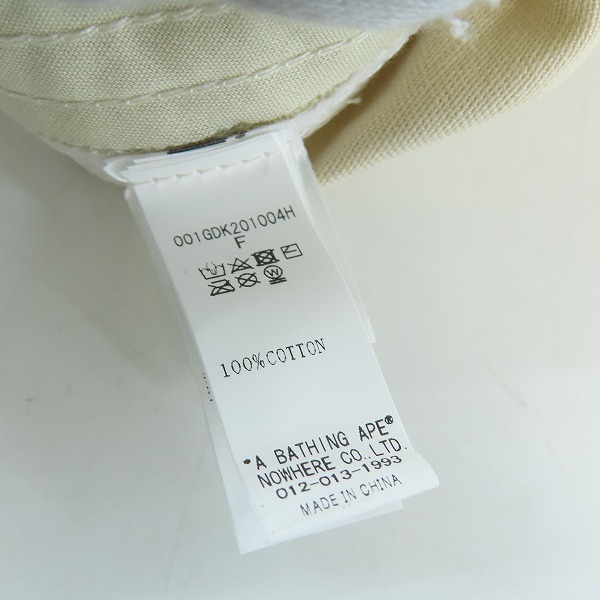 001GDK201004H
F
100%COTTON
*A BATHING APE®
NOWHERE CO.,LTD.
012-013-1993
MADE IN CHINA